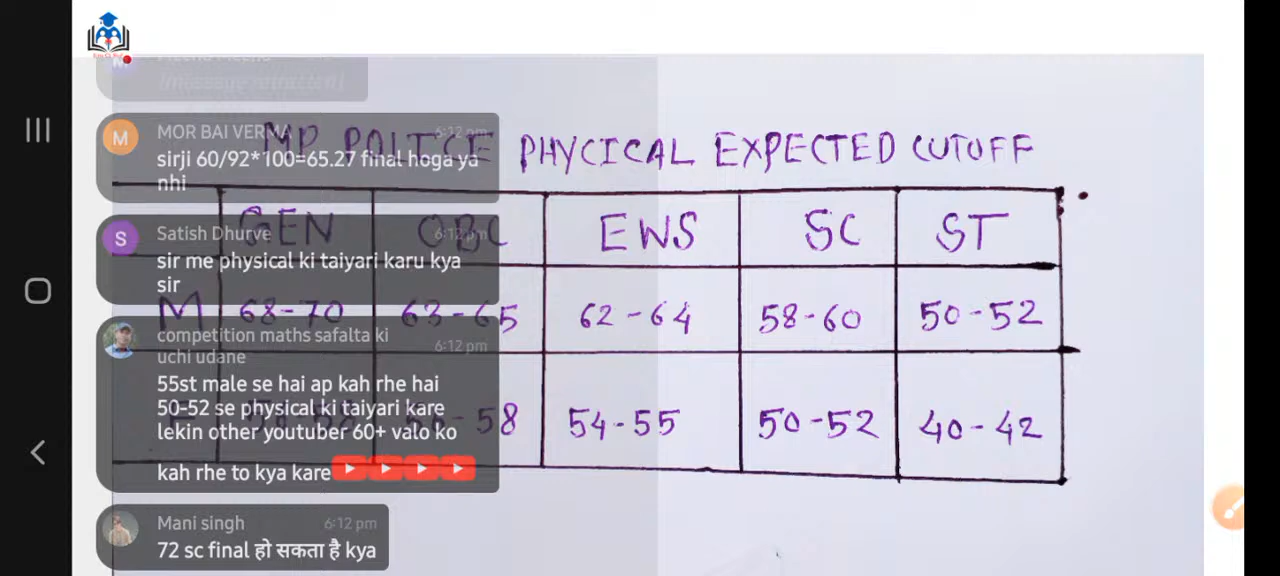 MP POLICE PHYCICAL EXPECTED CUTOFF
GEN OBC EWS SC ST
M 68-70 63-65 62-64 58-60 50-52
F 58 58 54-55 50-52 40-42
MOR BAI VERMA 6:12 pm
sirji 60/92*100=65.27 final hoga ya
nhi
Satish Dhurve 6:12 pm
sir me physical ki taiyari karu kya
sir
competition maths safalta ki
uchi udane 6:12 pm
55st male se hai ap kah rhe hai
50-52 se physical ki taiyari kare
lekin other youtuber 60+ valo ko
kah rhe to kya kare
Mani singh 6:12 pm
72 sc final हो सकता है kya